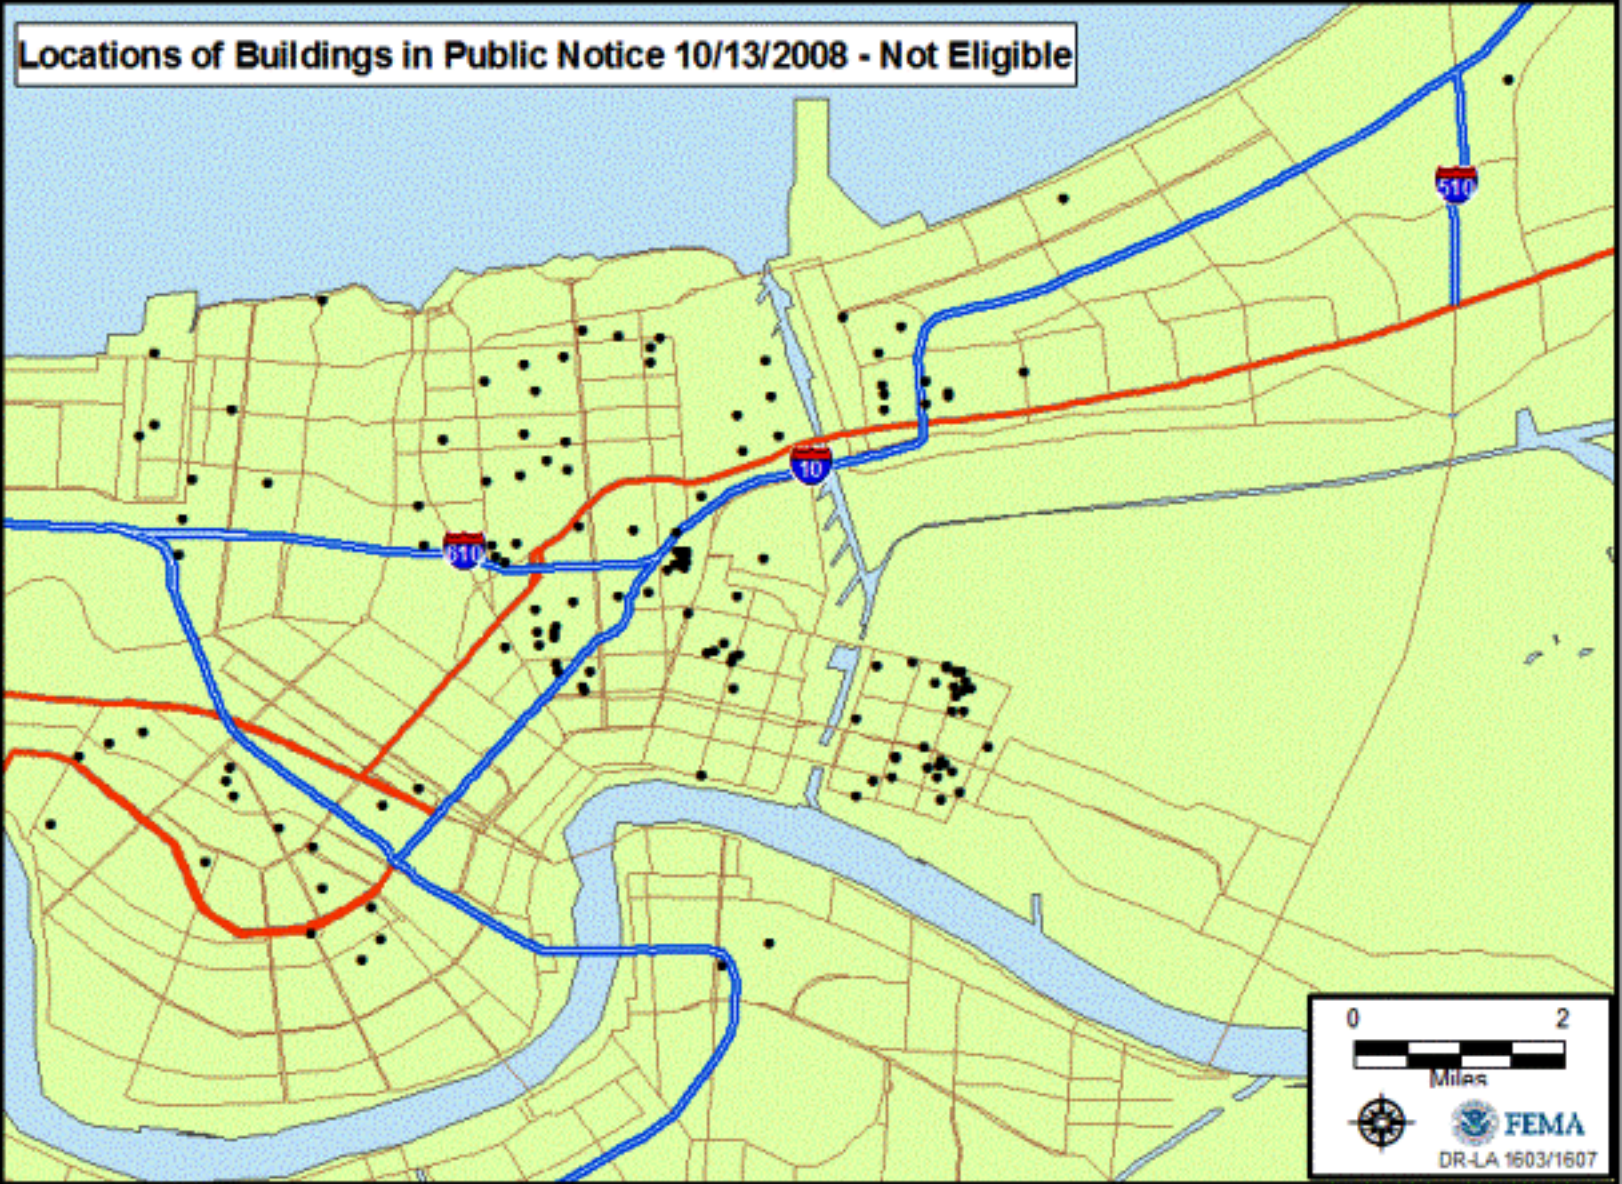 Locations of Buildings in Public Notice 10/13/2008 - Not Eligible
510
10
610
0 2
Miles
FEMA
DR-LA 1603/1607